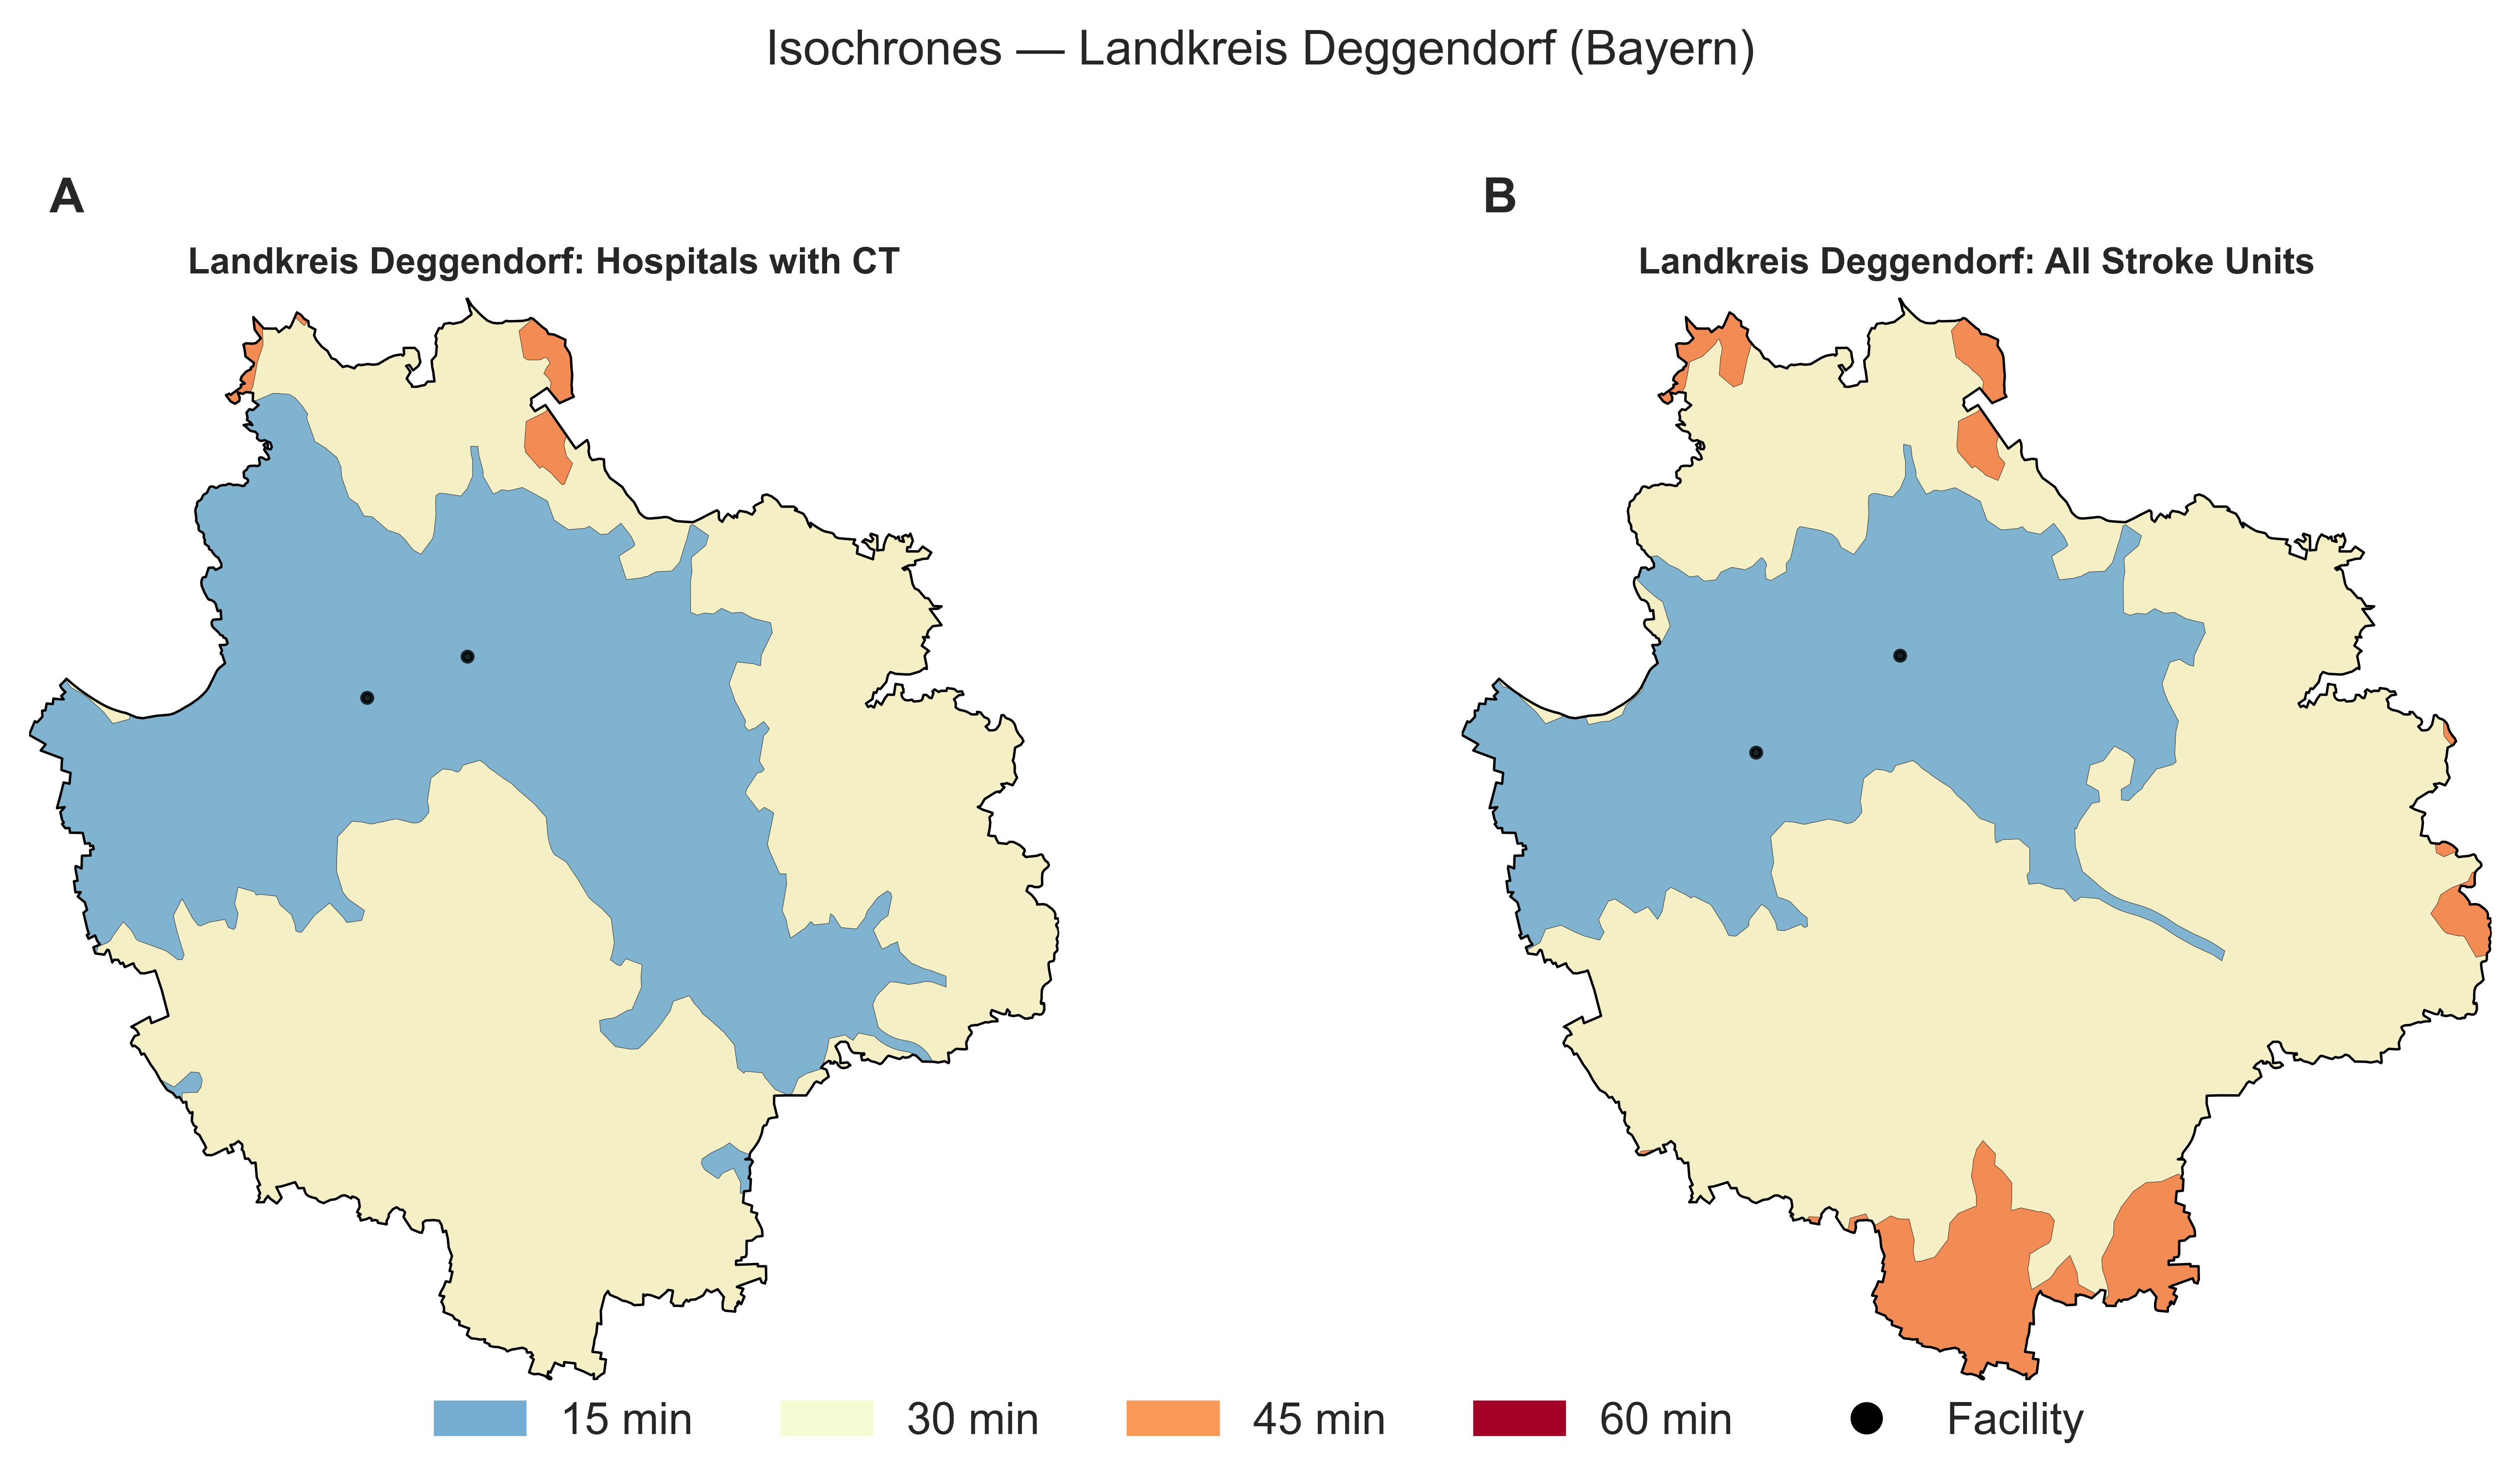 Isochrones — Landkreis Deggendorf (Bayern)
A
B
Landkreis Deggendorf: Hospitals with CT
Landkreis Deggendorf: All Stroke Units
15 min
30 min
45 min
60 min
Facility